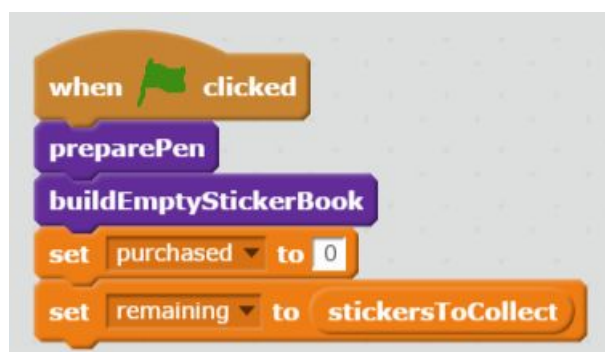 when clicked
preparePen
buildEmptyStickerBook
set purchased to 0
set remaining to stickersToCollect